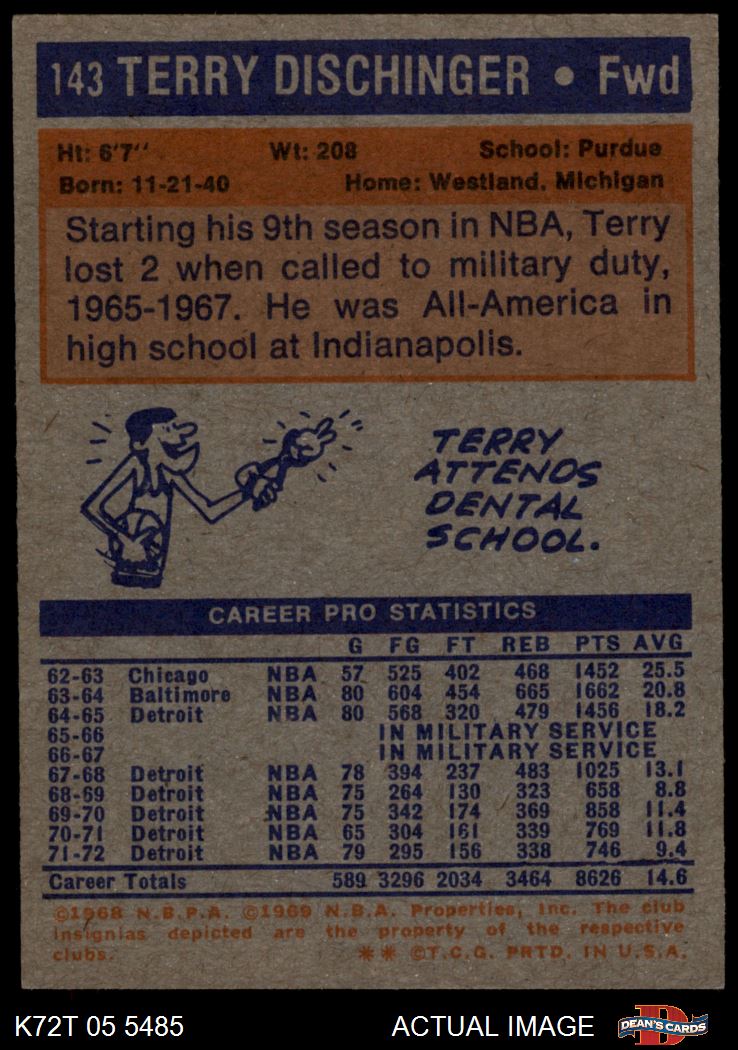 143 TERRY DISCHINGER • Fwd
Ht: 6'7'' Wt: 208 School: Purdue
Born: 11-21-40 Home: Westland, Michigan
Starting his 9th season in NBA, Terry
lost 2 when called to military duty,
1965-1967. He was All-America in
high school at Indianapolis.
TERRY
ATTENDS
DENTAL
SCHOOL.
CAREER PRO STATISTICS
G FG FT REB PTS AVG
62-63 Chicago NBA 57 525 402 468 1452 25.5
63-64 Baltimore NBA 80 604 454 665 1662 20.8
64-65 Detroit NBA 80 568 320 479 1456 18.2
65-66 IN MILITARY SERVICE
66-67 IN MILITARY SERVICE
67-68 Detroit NBA 78 394 237 483 1025 13.1
68-69 Detroit NBA 75 264 130 323 658 8.8
69-70 Detroit NBA 75 342 174 369 858 11.4
70-71 Detroit NBA 65 304 161 339 769 11.8
71-72 Detroit NBA 79 295 156 338 746 9.4
Career Totals 589 3296 2034 3464 8626 14.6
©1968 N.B.P.A. ©1969 N.B.A. Properties, Inc. The club
insignias depicted are the property of the respective
clubs. ** ©T.C.G. PRTD. IN U.S.A.
K72T 05 5485 ACTUAL IMAGE DEAN'S CARDS